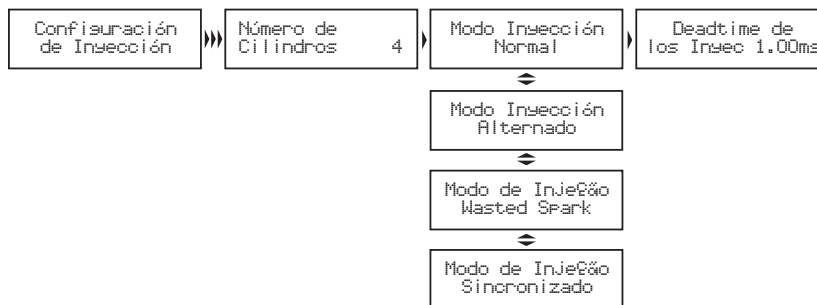 Configuración
de Inyección
Número de
Cilindros 4
Modo Inyección
Normal
Deadtime de
los Inyec 1.00ms
Modo Inyección
Alternado
Modo de Injeção
Wasted Spark
Modo de Injeção
Sincronizado